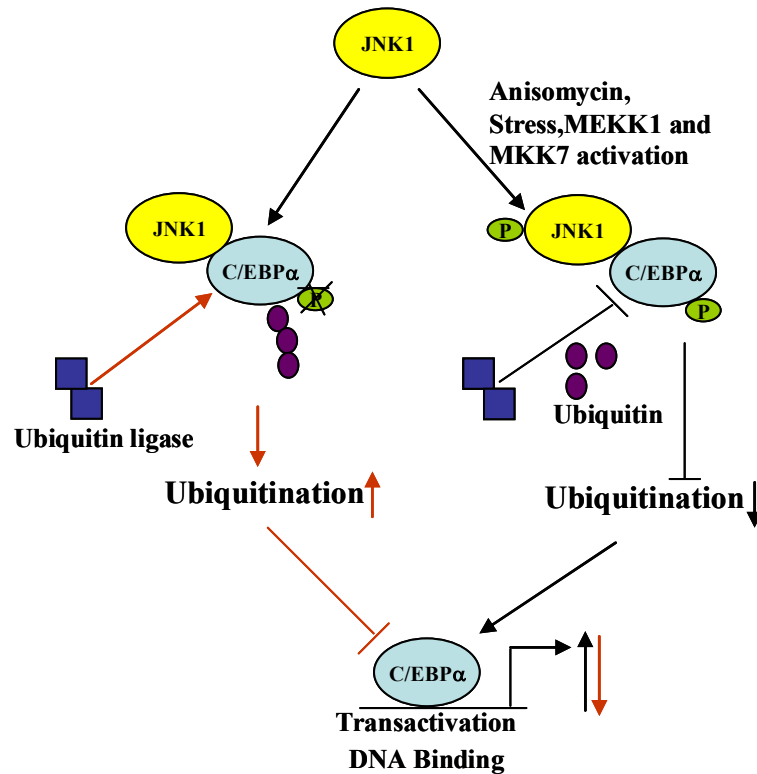 JNK1
Anisomycin,
Stress,MEKK1 and
MKK7 activation
JNK1
C/EBPα
P
P
JNK1
C/EBPα
P
Ubiquitin ligase
Ubiquitin
Ubiquitination
Ubiquitination
C/EBPα
Transactivation
DNA Binding